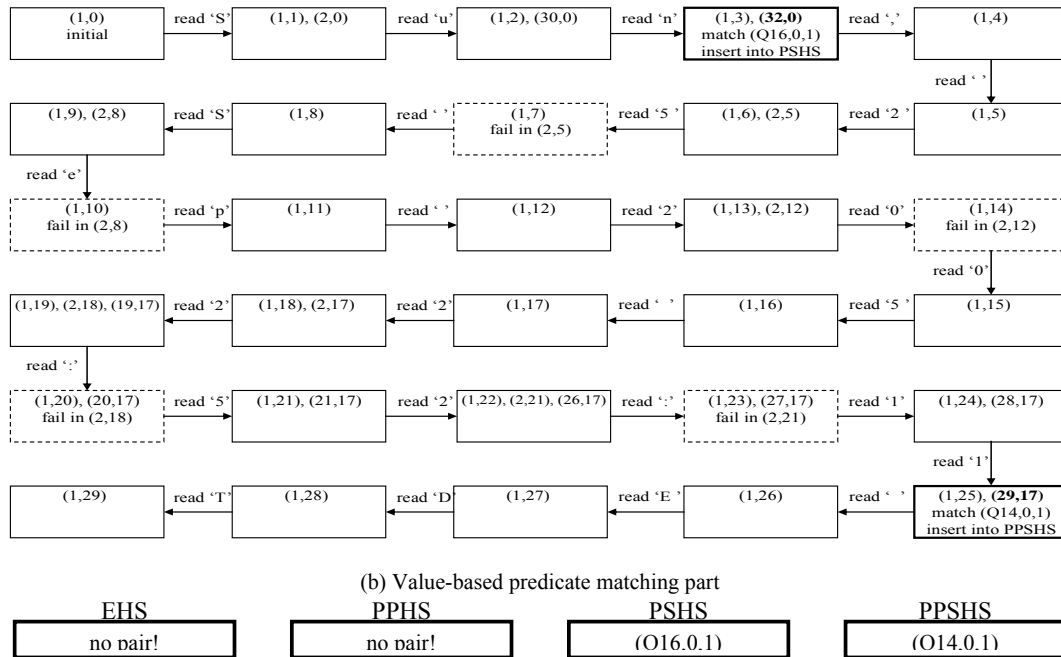 (1,0)
initial
read ‘S’
(1,1), (2,0)
read ‘u’
(1,2), (30,0)
read ‘n’
(1,3), (32,0)
match (Q16,0,1)
insert into PSHS
read ‘,’
(1,4)
read ‘ ’
(1,9), (2,8)
read ‘S’
(1,8)
read ‘ ’
(1,7)
fail in (2,5)
read ‘5 ’
(1,6), (2,5)
read ‘2 ’
(1,5)
read ‘e’
(1,10)
fail in (2,8)
read ‘p’
(1,11)
read ‘ ’
(1,12)
read ‘2’
(1,13), (2,12)
read ‘0’
(1,14)
fail in (2,12)
read ‘0’
(1,19), (2,18), (19,17)
read ‘2’
(1,18), (2,17)
read ‘2’
(1,17)
read ‘ ’
(1,16)
read ‘5 ’
(1,15)
read ‘:’
(1,20), (20,17)
fail in (2,18)
read ‘5’
(1,21), (21,17)
read ‘2’
(1,22), (2,21), (26,17)
read ‘:’
(1,23), (27,17)
fail in (2,21)
read ‘1’
(1,24), (28,17)
read ‘1’
(1,29)
read ‘T’
(1,28)
read ‘D’
(1,27)
read ‘E ’
(1,26)
read ‘ ’
(1,25), (29,17)
match (Q14,0,1)
insert into PPSHS
(b) Value-based predicate matching part
EHS PPHS PSHS PPSHS
no pair! no pair! (Q16,0,1) (Q14,0,1)